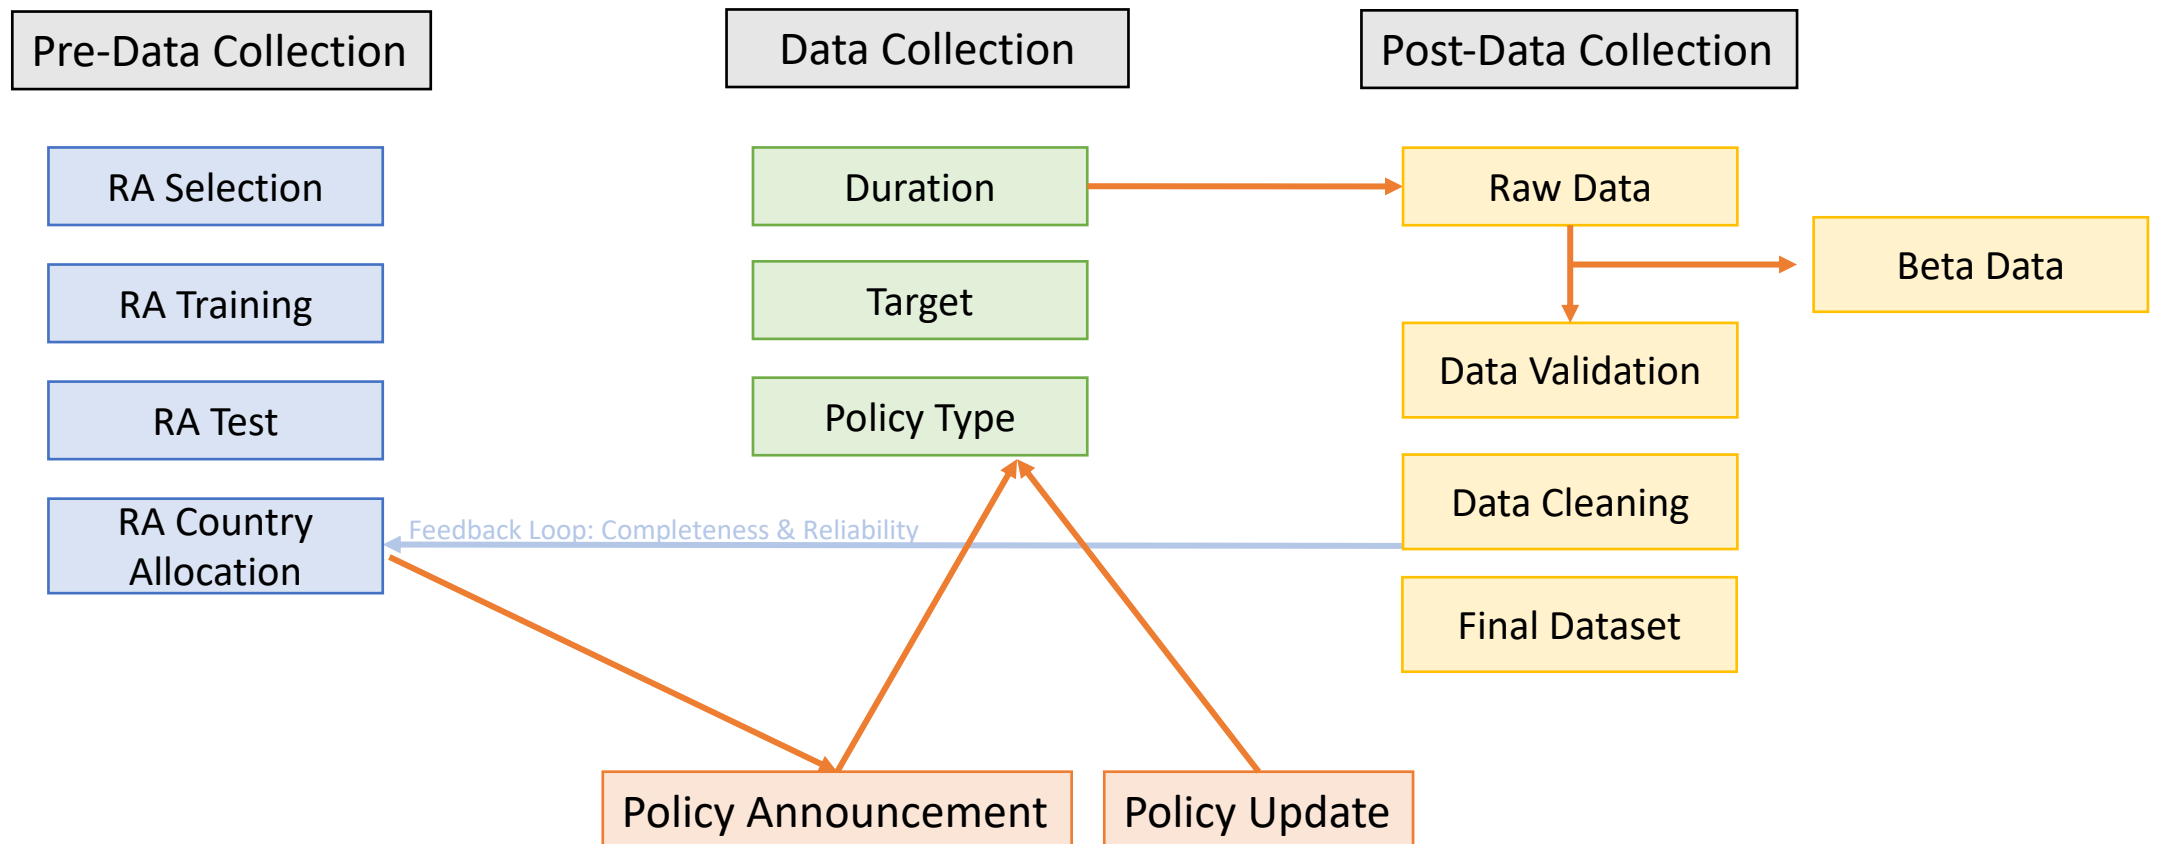 Pre-Data Collection
Data Collection
Post-Data Collection
RA Selection
RA Training
RA Test
RA Country
Allocation
Duration
Target
Policy Type
Raw Data
Beta Data
Data Validation
Data Cleaning
Final Dataset
Feedback Loop: Completeness & Reliability
Policy Announcement
Policy Update